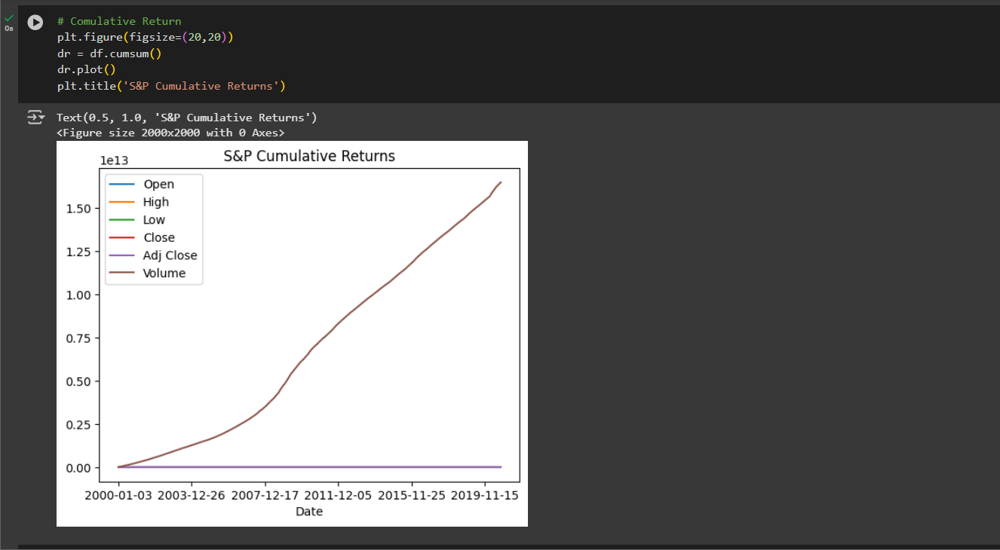 0s
# Comulative Return
plt.figure(figsize=(20,20))
dr = df.cumsum()
dr.plot()
plt.title('S&P Cumulative Returns')
Text(0.5, 1.0, 'S&P Cumulative Returns')
<Figure size 2000x2000 with 0 Axes>
S&P Cumulative Returns
1e13
Open
High
Low
Close
Adj Close
Volume
1.50
1.25
1.00
0.75
0.50
0.25
0.00
2000-01-03 2003-12-26 2007-12-17 2011-12-05 2015-11-25 2019-11-15
Date